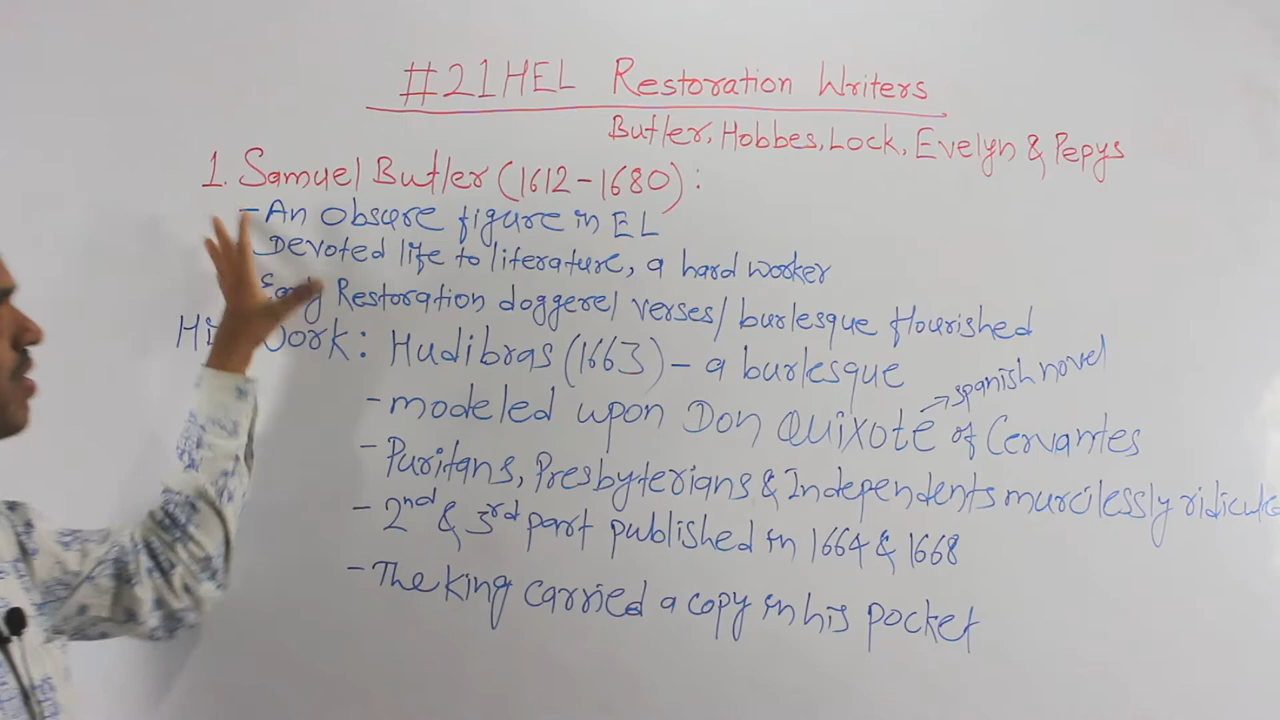 #21HEL Restoration Writers
Butler, Hobbes, Lock, Evelyn & Pepys
1. Samuel Butler (1612-1680):
-An Obscure figure in EL
Devoted life to literature, a hard worker
Restoration doggerel verses/burlesque flourished
Work: Hudibras (1663) - a burlesque
-modeled upon Don Quixote of Cervantes → spanish novel
-Puritans, Presbyterians & Independents murcilessly
-2nd & 3rd part published in 1664 & 1668
-The King carried a copy in his pocket